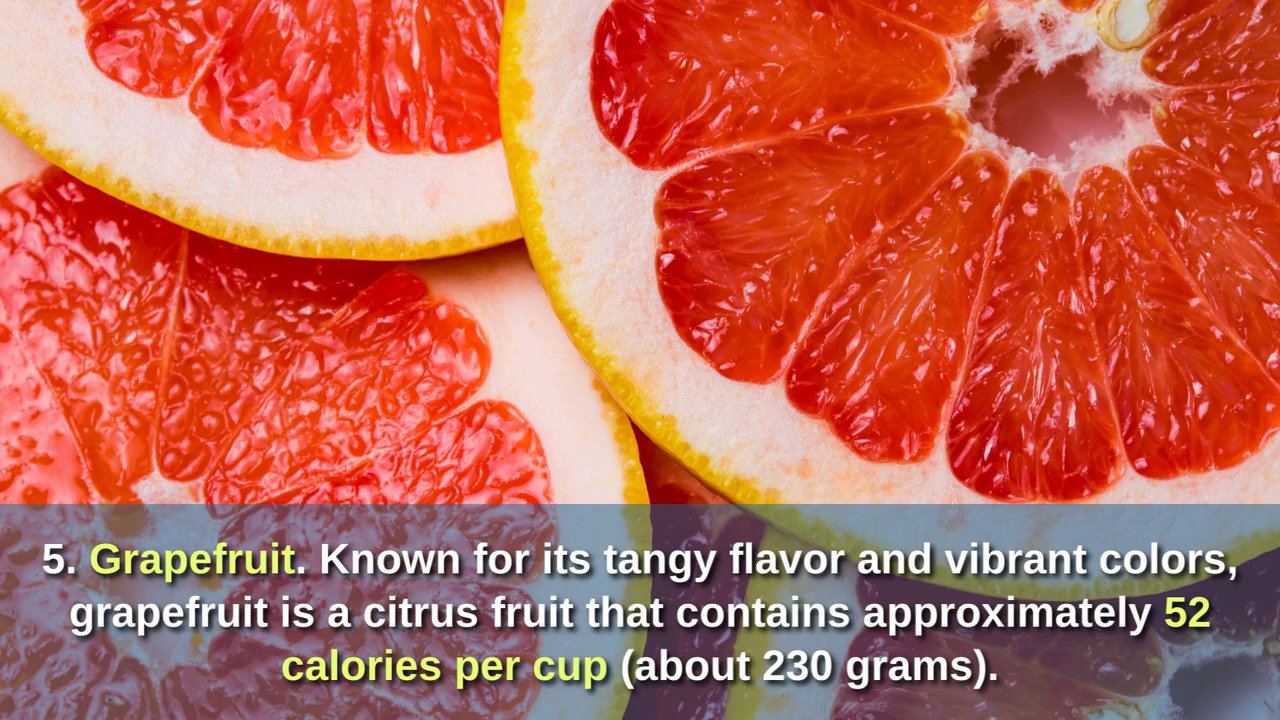 5. Grapefruit. Known for its tangy flavor and vibrant colors,
grapefruit is a citrus fruit that contains approximately 52
calories per cup (about 230 grams).